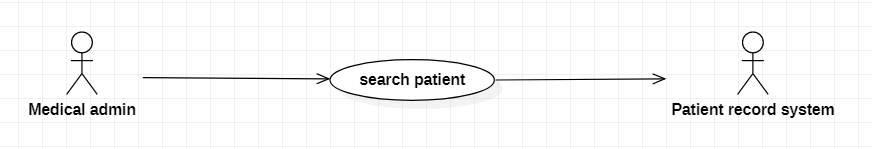 search patient
Medical admin
Patient record system